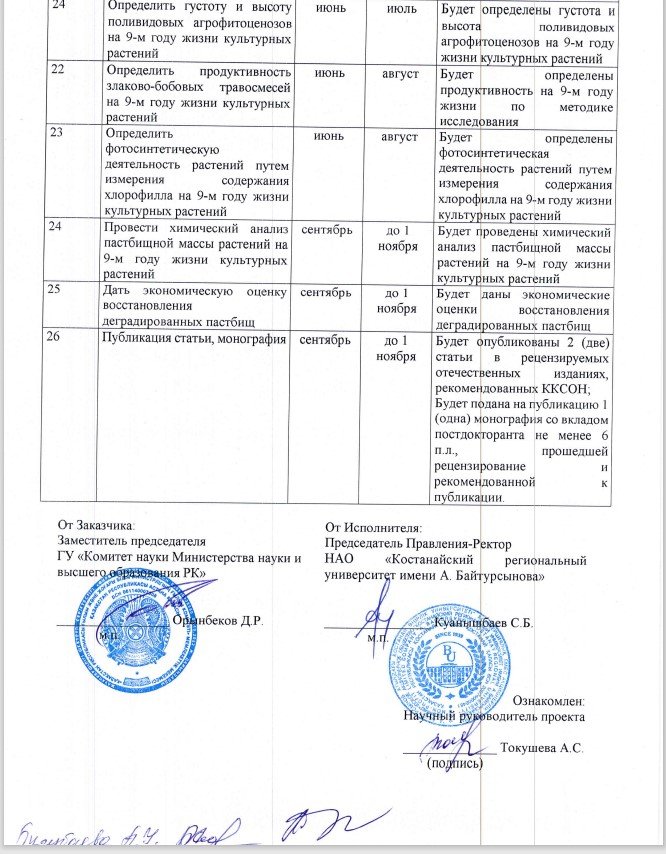 24 Определить густоту и высоту июнь июль Будет определены густота и
поливидовых агрофитоценозов высота поливидовых
на 9-м году жизни культурных агрофитоценозов на 9-м году
растений жизни культурных растений
22 Определить продуктивность июнь август Будет определены
злаково-бобовых травосмесей продуктивность на 9-м году
на 9-м году жизни культурных жизни по методике
растений исследования
23 Определить июнь август Будет определены
фотосинтетическую фотосинтетическая
деятельность растений путем деятельность растений путем
измерения содержания измерения содержания
хлорофилла на 9-м году жизни хлорофилла на 9-м году жизни
культурных растений культурных растений
24 Провести химический анализ сентябрь до 1 Будет проведены химический
пастбищной массы растений на ноября анализ пастбищной массы
9-м году жизни культурных растений на 9-м году жизни
растений культурных растений
25 Дать экономическую оценку сентябрь до 1 Будет даны экономические
восстановления ноября оценки восстановления
деградированных пастбищ деградированных пастбищ
26 Публикация статьи, монография сентябрь до 1 Будет опубликованы 2 (две)
ноября статьи в рецензируемых
отечественных изданиях,
рекомендованных ККСОН;
Будет подана на публикацию 1
(одна) монография со вкладом
постдокторанта не менее 6
п.л., прошедшей
рецензирование и
рекомендованной к
публикации.
От Заказчика:
Заместитель председателя
ГУ «Комитет науки Министерства науки и
высшего образования РК»
Орынбеков Д.Р.
м.п.
От Исполнителя:
Председатель Правления-Ректор
НАО «Костанайский региональный
университет имени А. Байтурсынова»
Куанышбаев С.Б.
м.п.
SINCE 1939
BU
Ознакомлен:
Научный руководитель проекта
Токушева А.С.
(подпись)